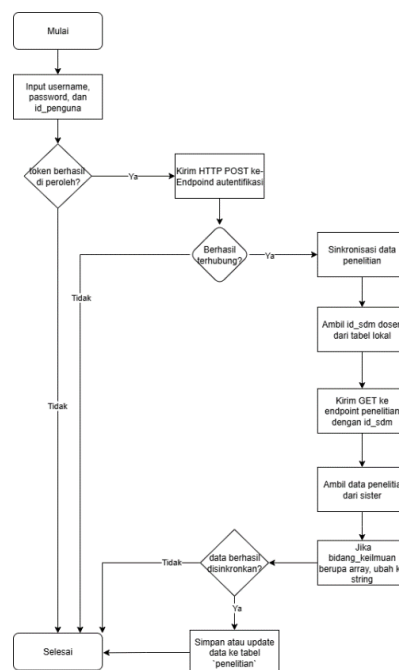 Mulai
Input username,
password, dan
id_penguna
token berhasil
di peroleh?
Ya
Kirim HTTP POST ke-
Endpoind autentifikasi
Berhasil
terhubung?
Ya
Sinkronisasi data
penelitian
Tidak
Ambil id_sdm dosen
dari tabel lokal
Tidak
Kirim GET ke
endpoint penelitian
dengan id_sdm
Ambil data penelitia
dari sister
Jika
bidang_keilmuan
berupa array, ubah k
string
data berhasil
disinkronkan?
Tidak
Ya
Simpan atau update
data ke tabel
`penelitian`
Selesai